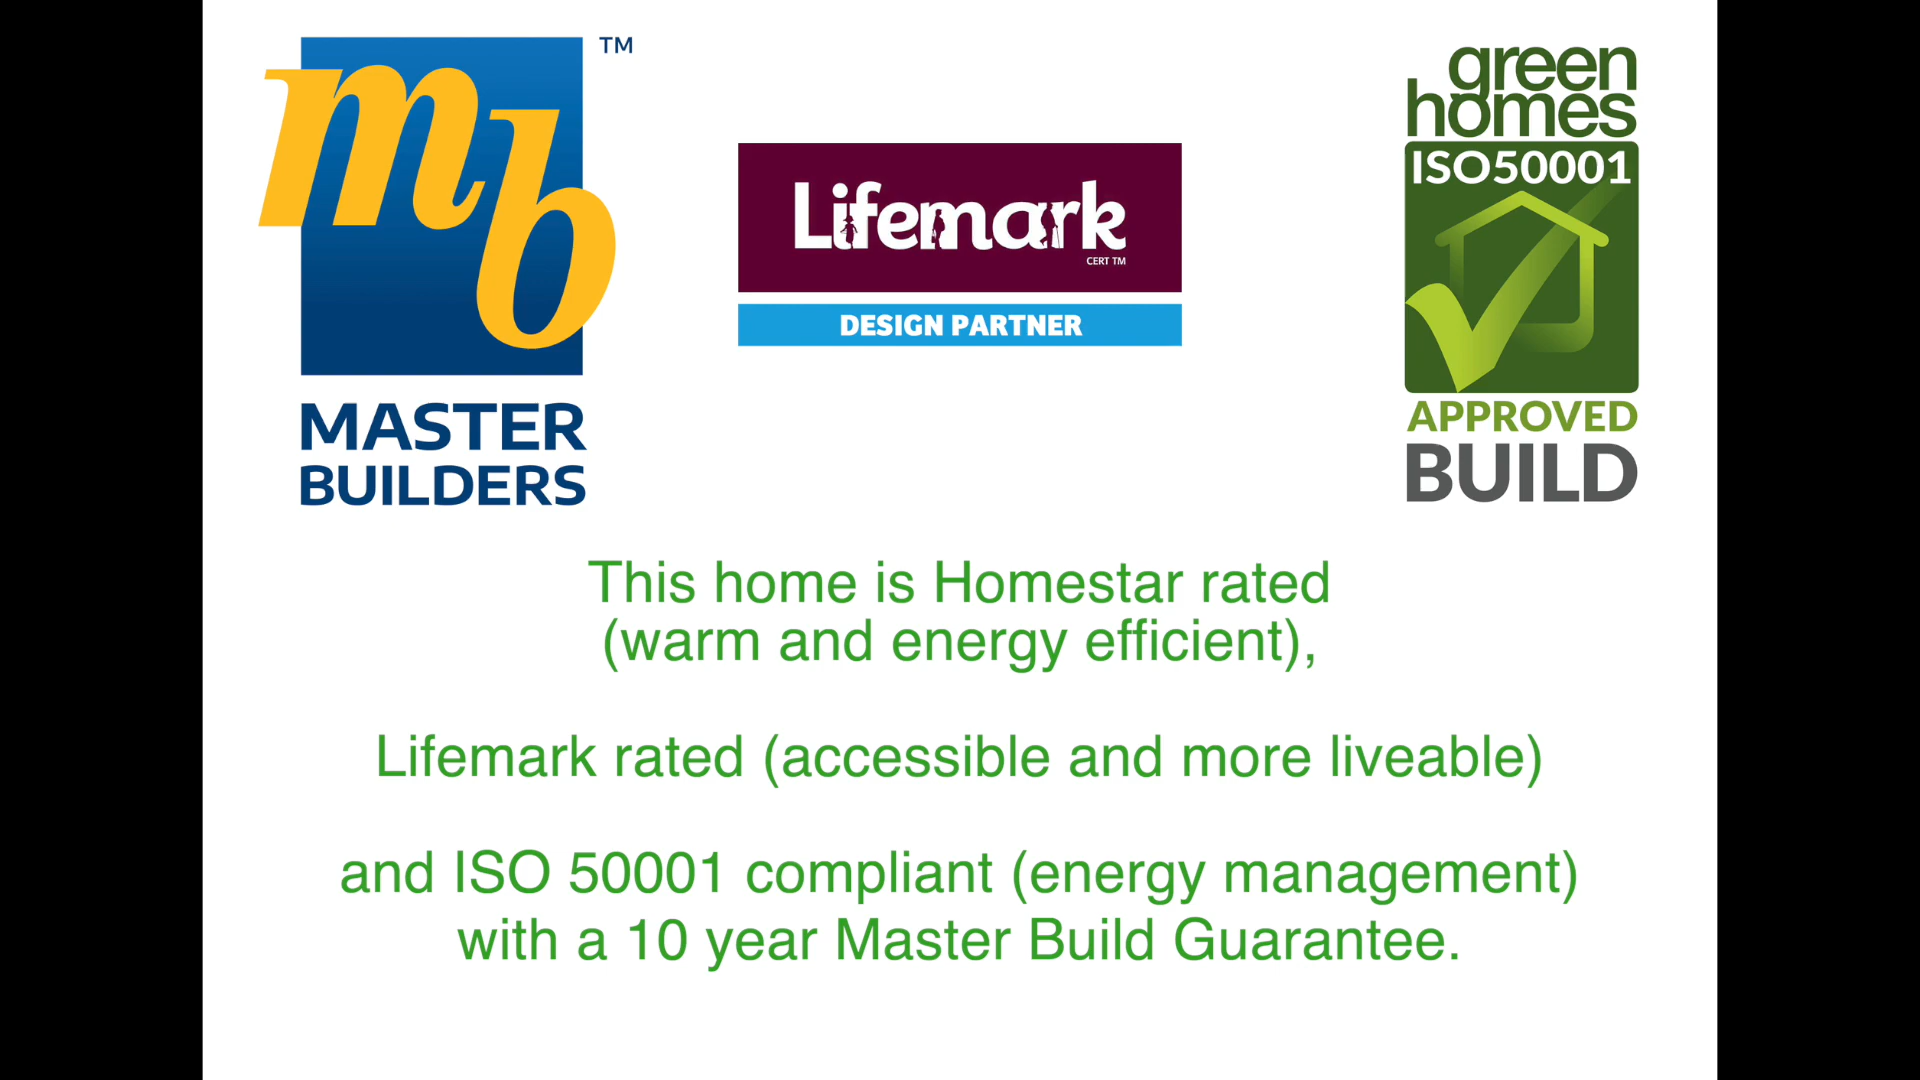 mb TM
MASTER
BUILDERS
Lifemark
CERT TM
DESIGN PARTNER
green
homes
ISO50001
APPROVED
BUILD
This home is Homestar rated
(warm and energy efficient),
Lifemark rated (accessible and more liveable)
and ISO 50001 compliant (energy management)
with a 10 year Master Build Guarantee.